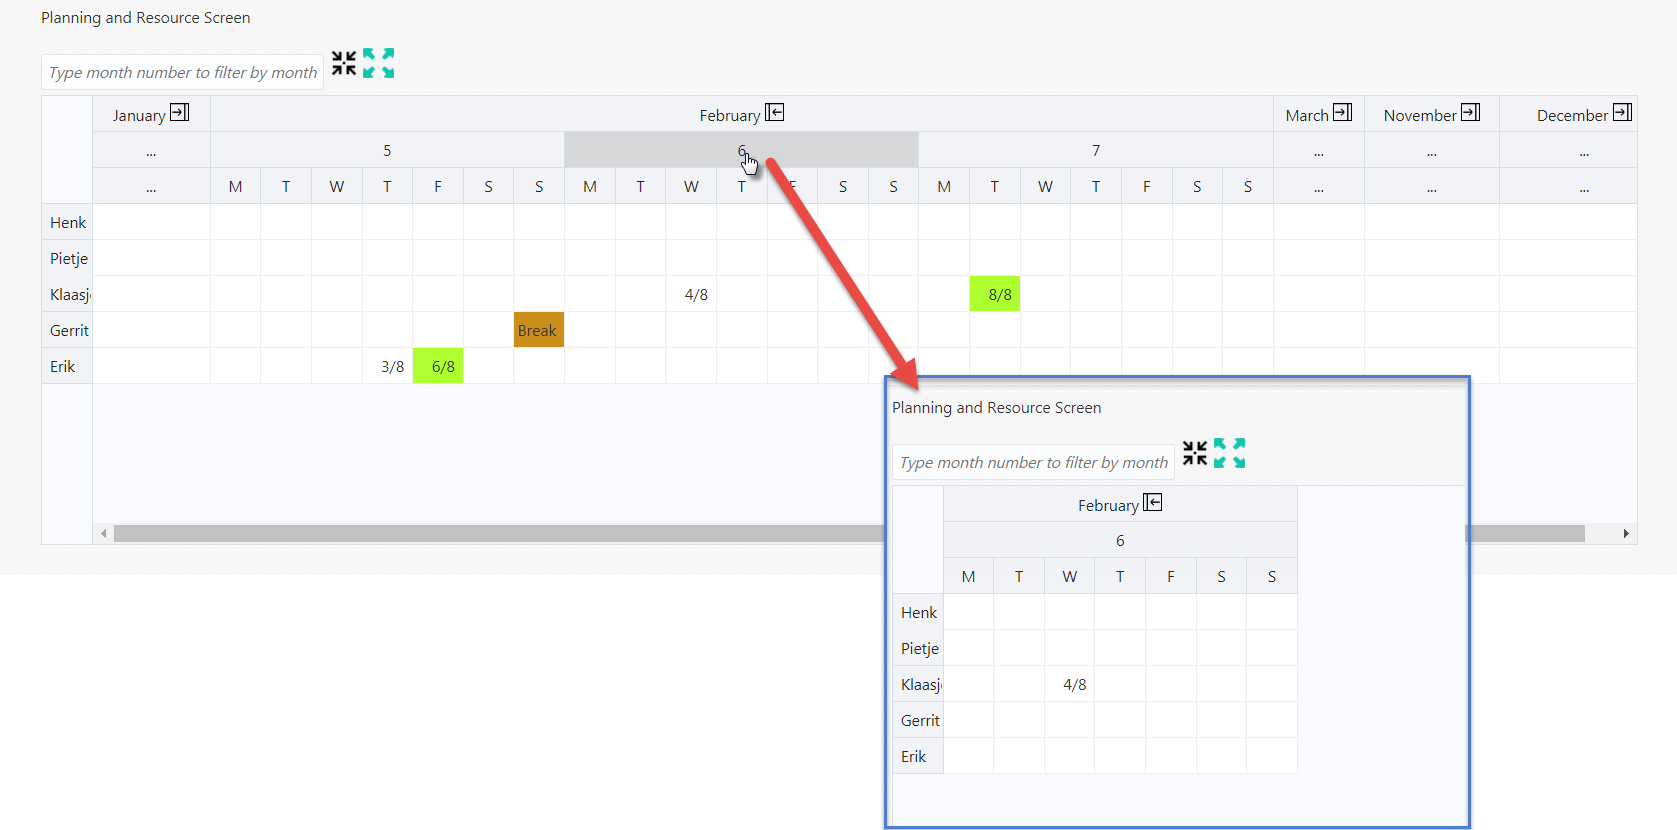 Planning and Resource Screen
Type month number to filter by month
January February March November December
... 5 6 7 ... ... ...
... M T W T F S S M T W T F S S M T W T F S S ... ... ...
Henk
Pietje
Klaasj 4/8 8/8
Gerrit Break
Erik 3/8 6/8
Planning and Resource Screen
Type month number to filter by month
February
6
M T W T F S S
Henk
Pietje
Klaasj 4/8
Gerrit
Erik